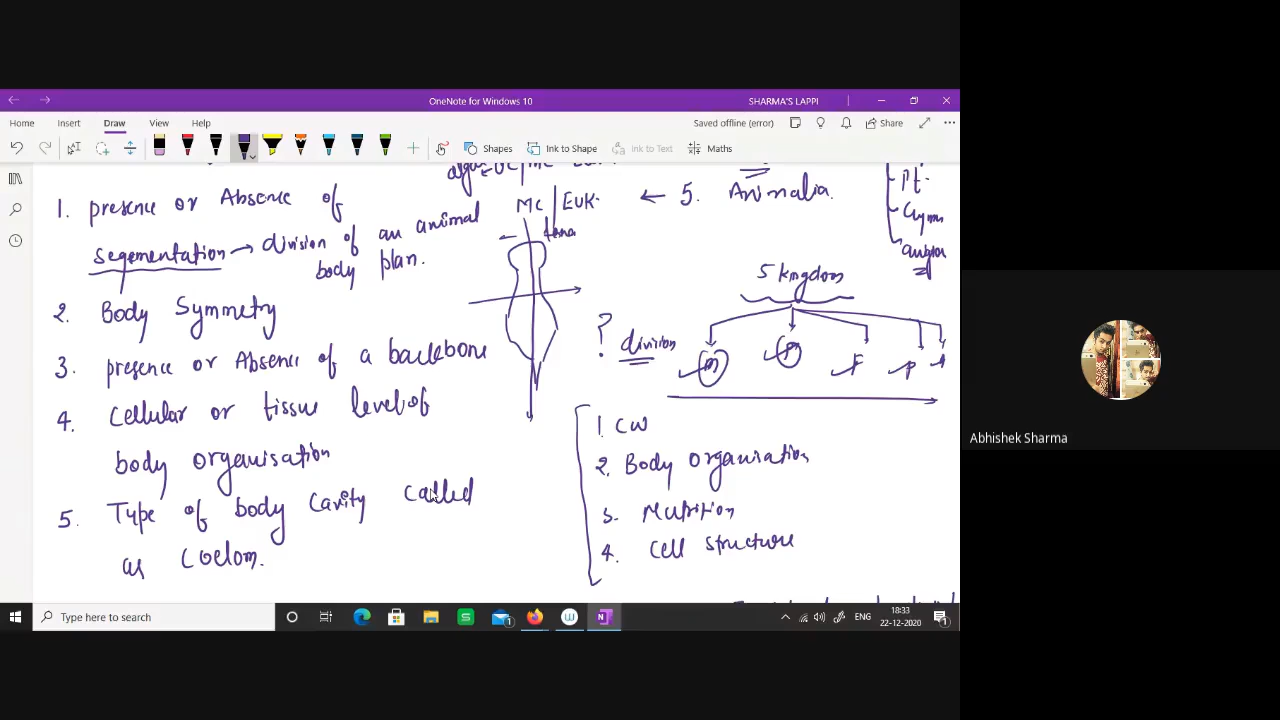 OneNote for Windows 10
SHARMA'S LAPPI
Home Insert Draw View Help
Saved offline (error)
Share
Shapes
Ink to Shape
Ink to Text
Maths
1. presence or Absence of
segmentation → division of an animal
body plan.
2. Body Symmetry
3. presence or Absence of a backbone
4. Cellular or tissue level of
body organisation
5. Type of body cavity called
as Coelom.
MC | EUK. ← 5. Animalia.
Pt.
Gym
5 kingdom
? division
M P F P A
1. CW
2. Body organisation
3. Nutrition
4. Cell structure
Type here to search
ENG
18:33
22-12-2020
Abhishek Sharma